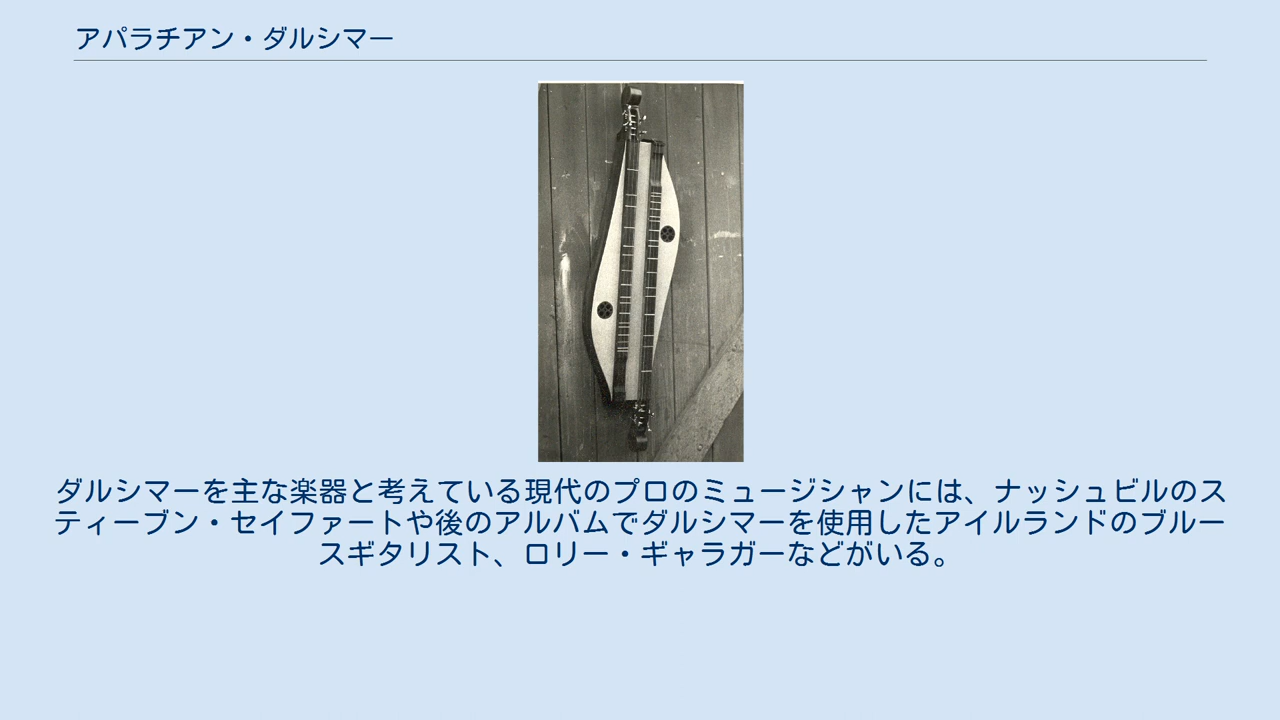 アパラチアン・ダルシマー
ダルシマーを主な楽器と考えている現代のプロのミュージシャンには、ナッシュビルのス
ティーブン・セイファートや後のアルバムでダルシマーを使用したアイルランドのブルー
スギタリスト、ロリー・ギャラガーなどがいる。